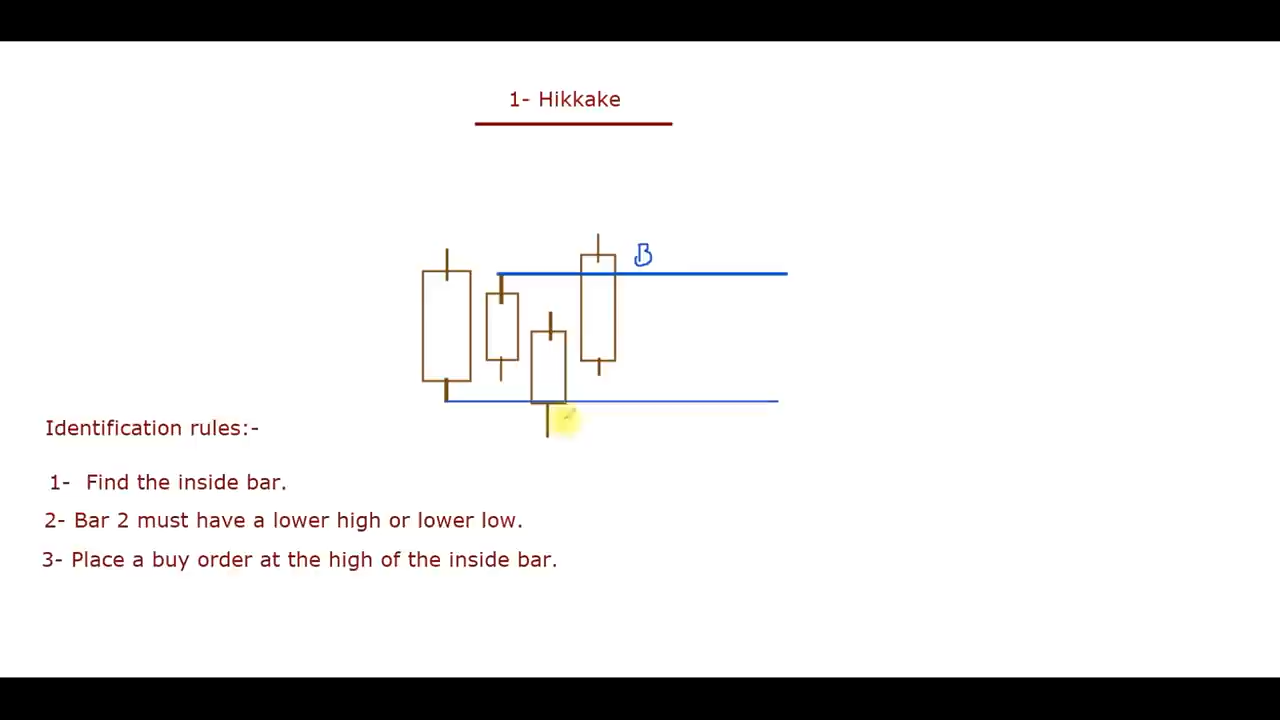 1- Hikkake
B
Identification rules:-
1- Find the inside bar.
2- Bar 2 must have a lower high or lower low.
3- Place a buy order at the high of the inside bar.